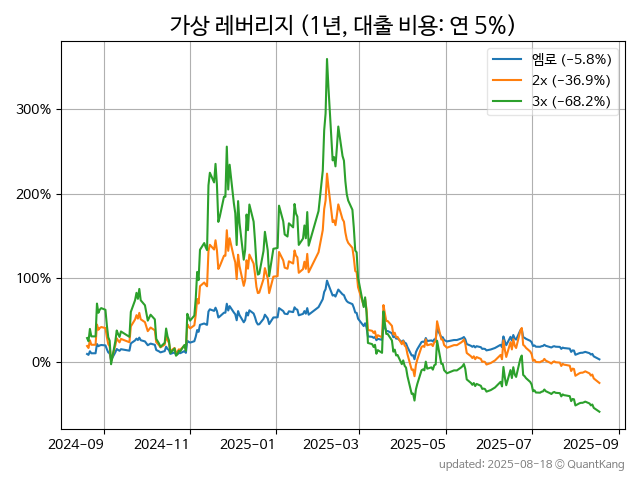 가상 레버리지 (1년, 대출 비용: 연 5%)
엠로 (−5.8%)
2x (−36.9%)
3x (−68.2%)
300%
200%
100%
0%
2024−09 2024−11 2025−01 2025−03 2025−05 2025−07 2025−09
updated: 2025-08-18 © QuantKang